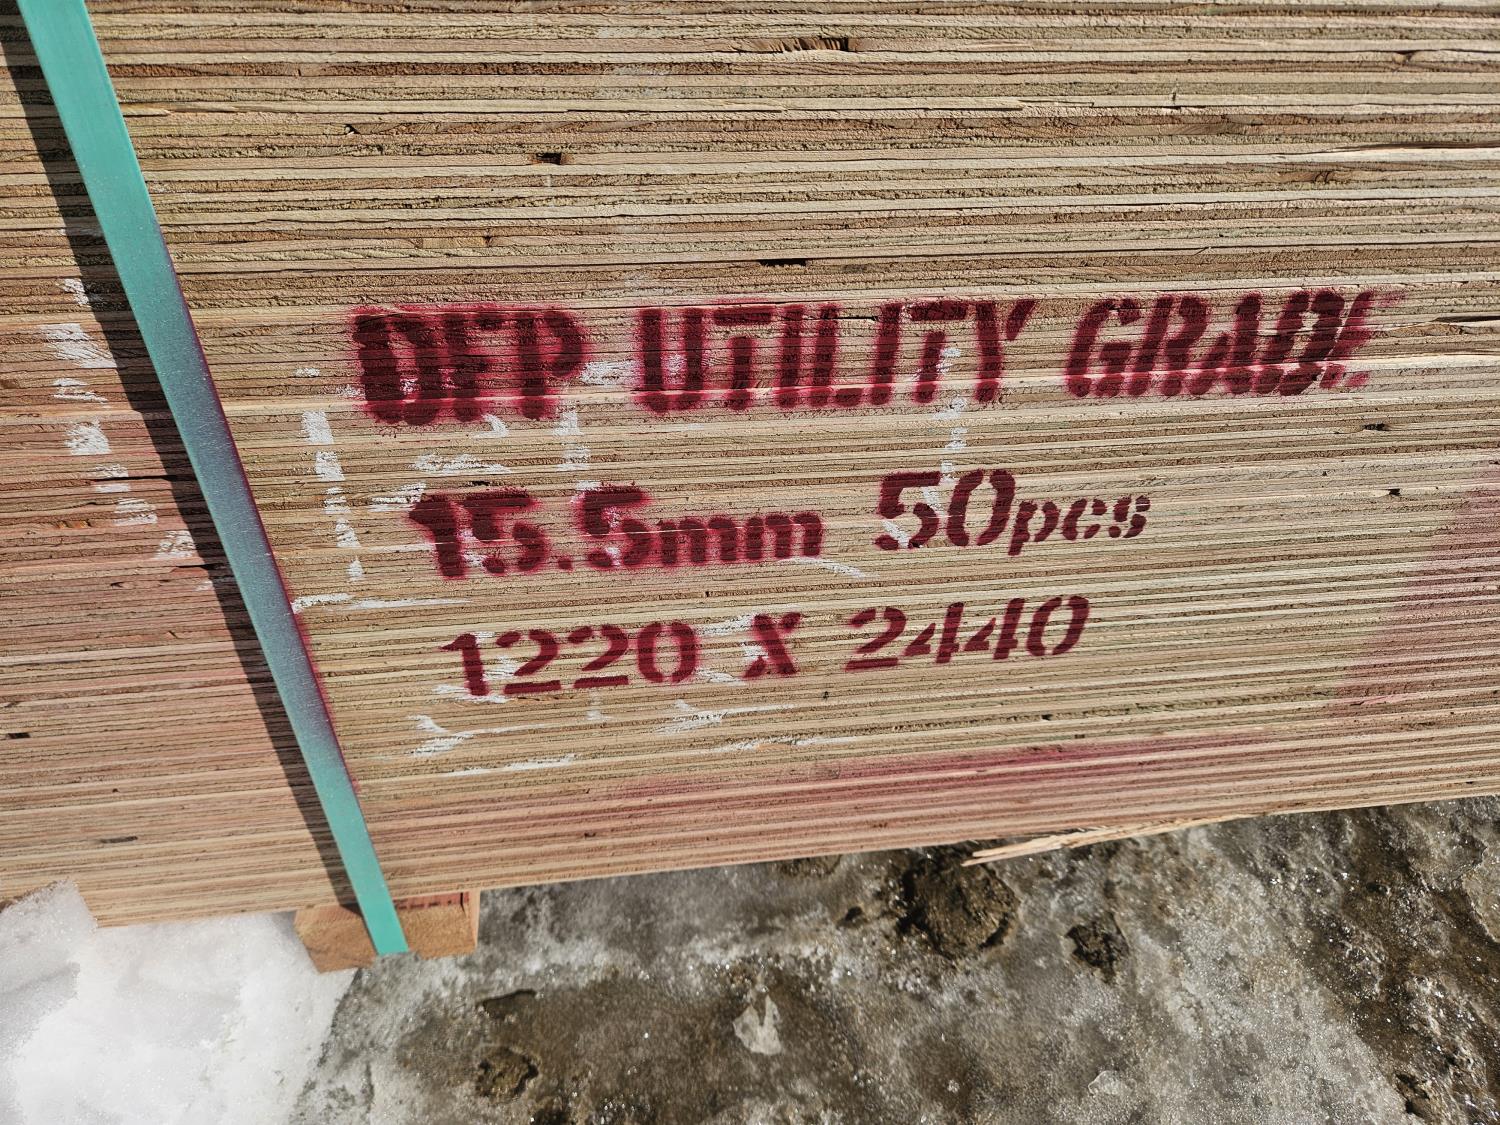 DFP UTILITY GRADE
15.5mm 50pcs
1220 X 2440